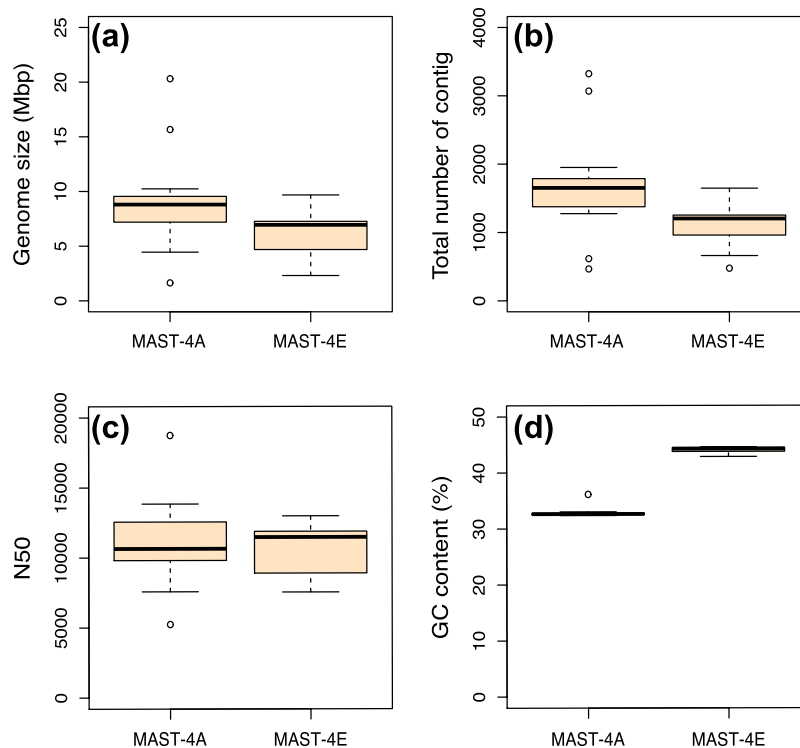 (a)
Genome size (Mbp)
25
20
15
10
5
0
MAST-4A MAST-4E
(b)
Total number of contig
4000
3000
2000
1000
0
MAST-4A MAST-4E
(c)
N50
20000
15000
10000
5000
0
MAST-4A MAST-4E
(d)
GC content (%)
50
40
30
20
10
0
MAST-4A MAST-4E